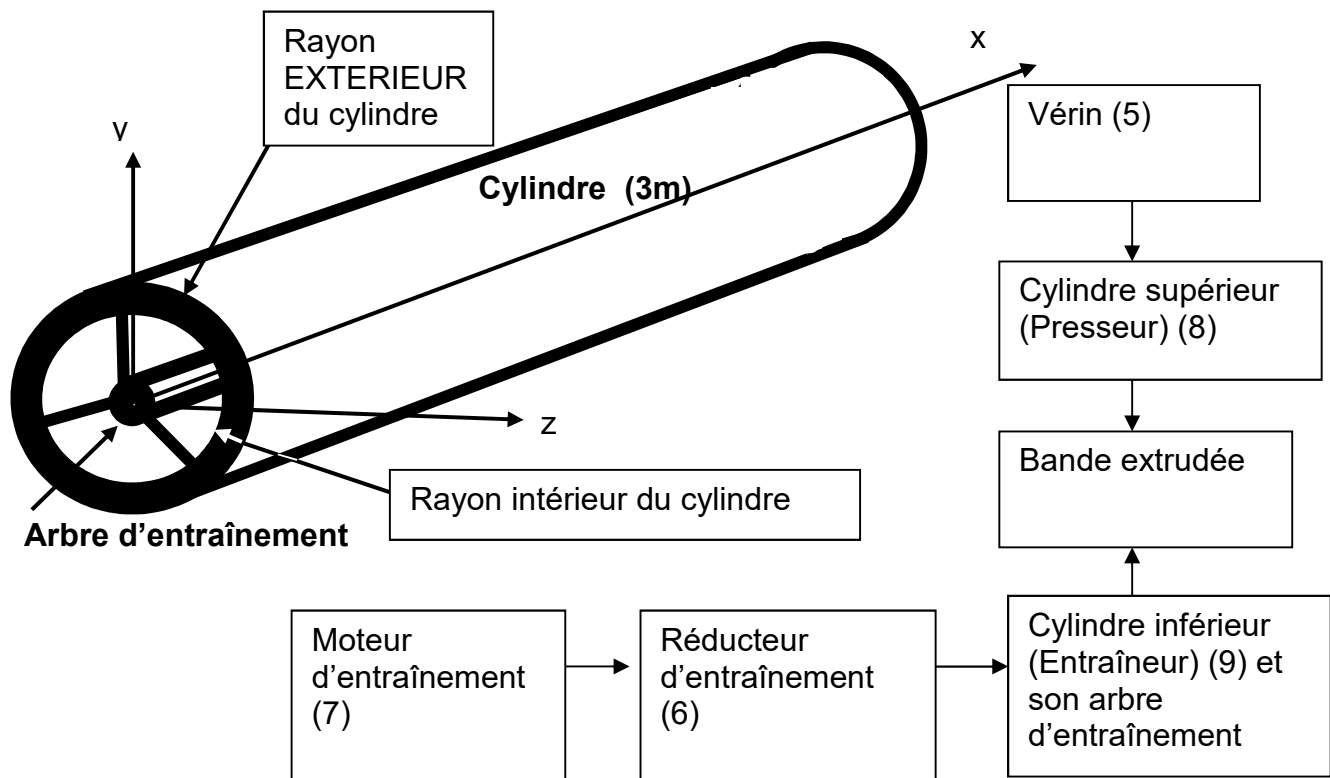 Rayon
EXTERIEUR
du cylindre
x
y
Vérin (5)
Cylindre (3m)
Cylindre supérieur
(Presseur) (8)
z
Bande extrudée
Rayon intérieur du cylindre
Arbre d’entraînement
Moteur
d’entraînement
(7)
Réducteur
d’entraînement
(6)
Cylindre inférieur
(Entraîneur) (9) et
son arbre
d’entraînement